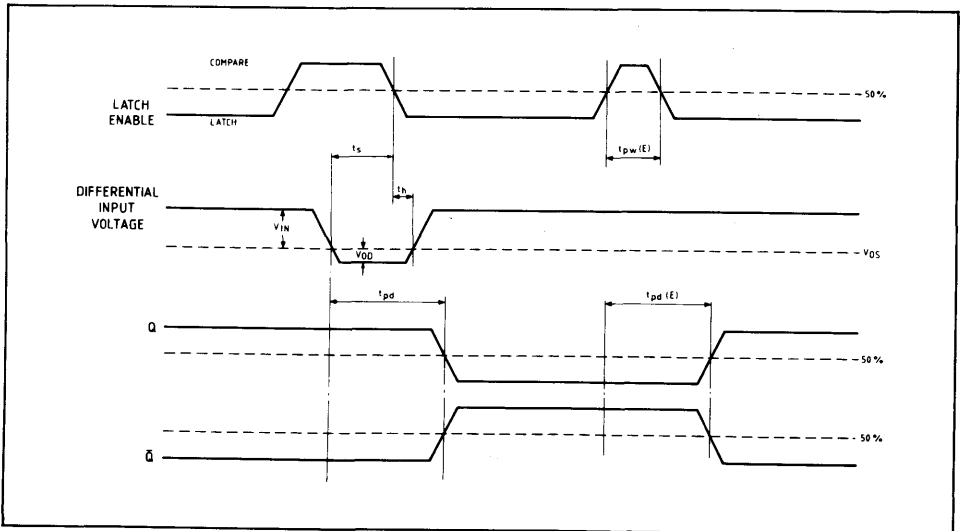 COMPARE
50%
LATCH
ENABLE
LATCH
ts
tpw(E)
th
DIFFERENTIAL
INPUT
VOLTAGE
VIN
VOD
VOS
tpd
tpd (E)
Q
50%
50%
Q̄